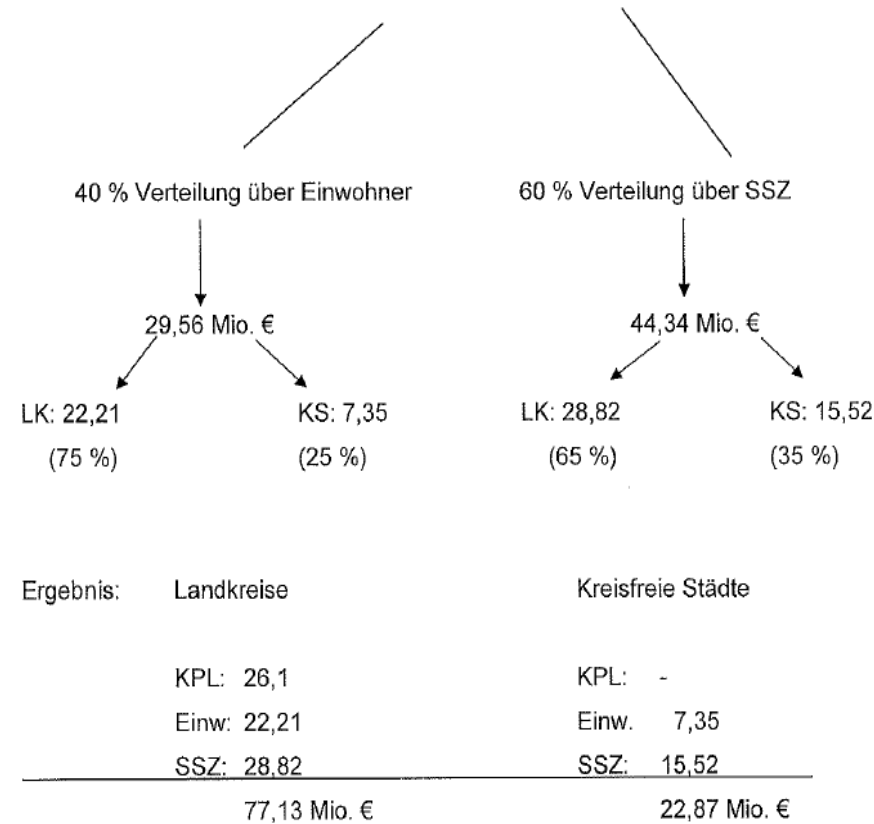 40 % Verteilung über Einwohner 60 % Verteilung über SSZ
29,56 Mio. € 44,34 Mio. €
LK: 22,21 KS: 7,35 LK: 28,82 KS: 15,52
(75 %) (25 %) (65 %) (35 %)
Ergebnis: Landkreise Kreisfreie Städte
KPL: 26,1 KPL: -
Einw: 22,21 Einw. 7,35
SSZ: 28,82 SSZ: 15,52
77,13 Mio. € 22,87 Mio. €